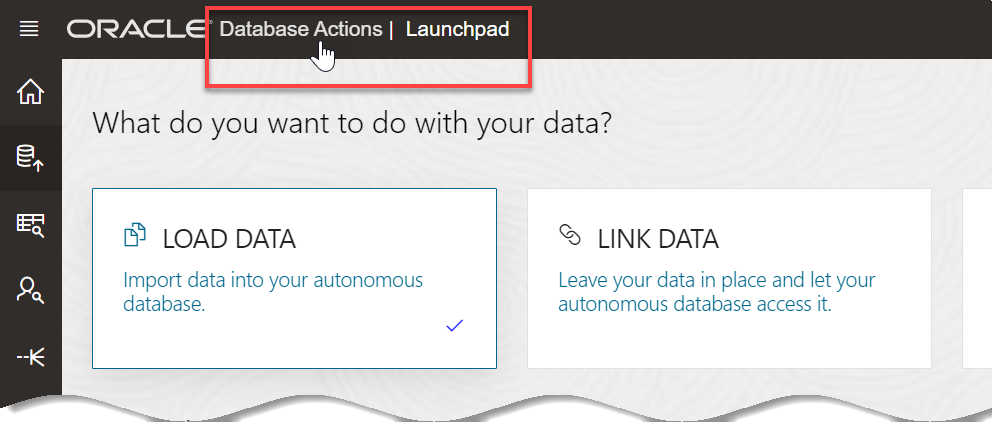 ORACLE Database Actions | Launchpad
What do you want to do with your data?
LOAD DATA
Import data into your autonomous
database.
LINK DATA
Leave your data in place and let your
autonomous database access it.